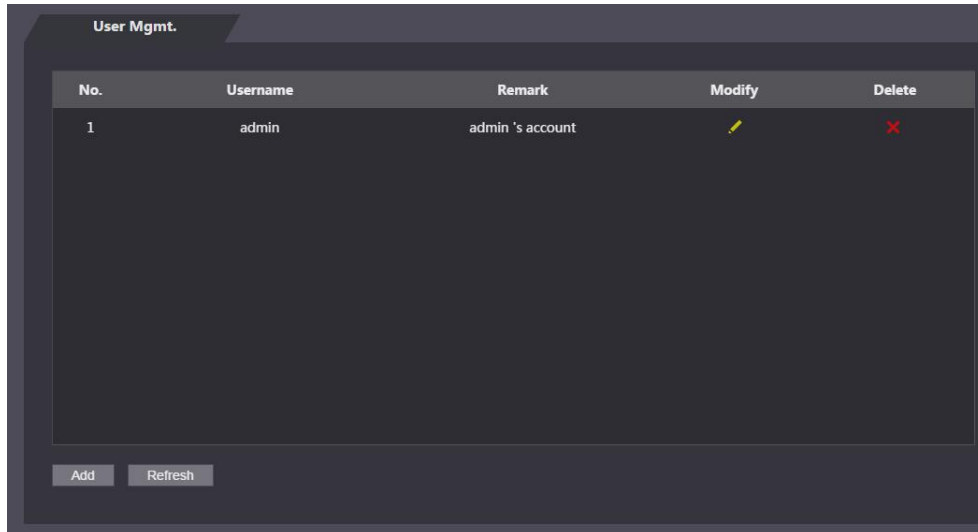 User Mgmt.
No. Username Remark Modify Delete
1 admin admin 's account
Add Refresh